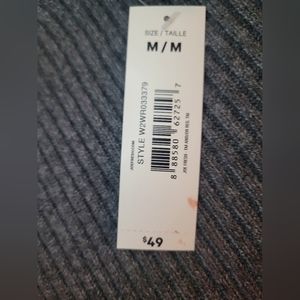 SIZE / TAILLE
M / M
STYLE W2WR033379
8 88580 62725 7
$49